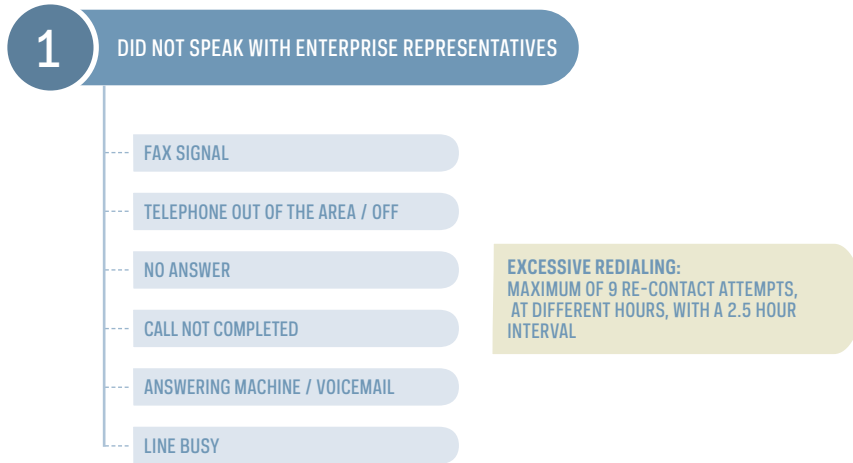 1
DID NOT SPEAK WITH ENTERPRISE REPRESENTATIVES
FAX SIGNAL
TELEPHONE OUT OF THE AREA / OFF
NO ANSWER
CALL NOT COMPLETED
ANSWERING MACHINE / VOICEMAIL
LINE BUSY
EXCESSIVE REDIALING:
MAXIMUM OF 9 RE-CONTACT ATTEMPTS,
AT DIFFERENT HOURS, WITH A 2.5 HOUR
INTERVAL